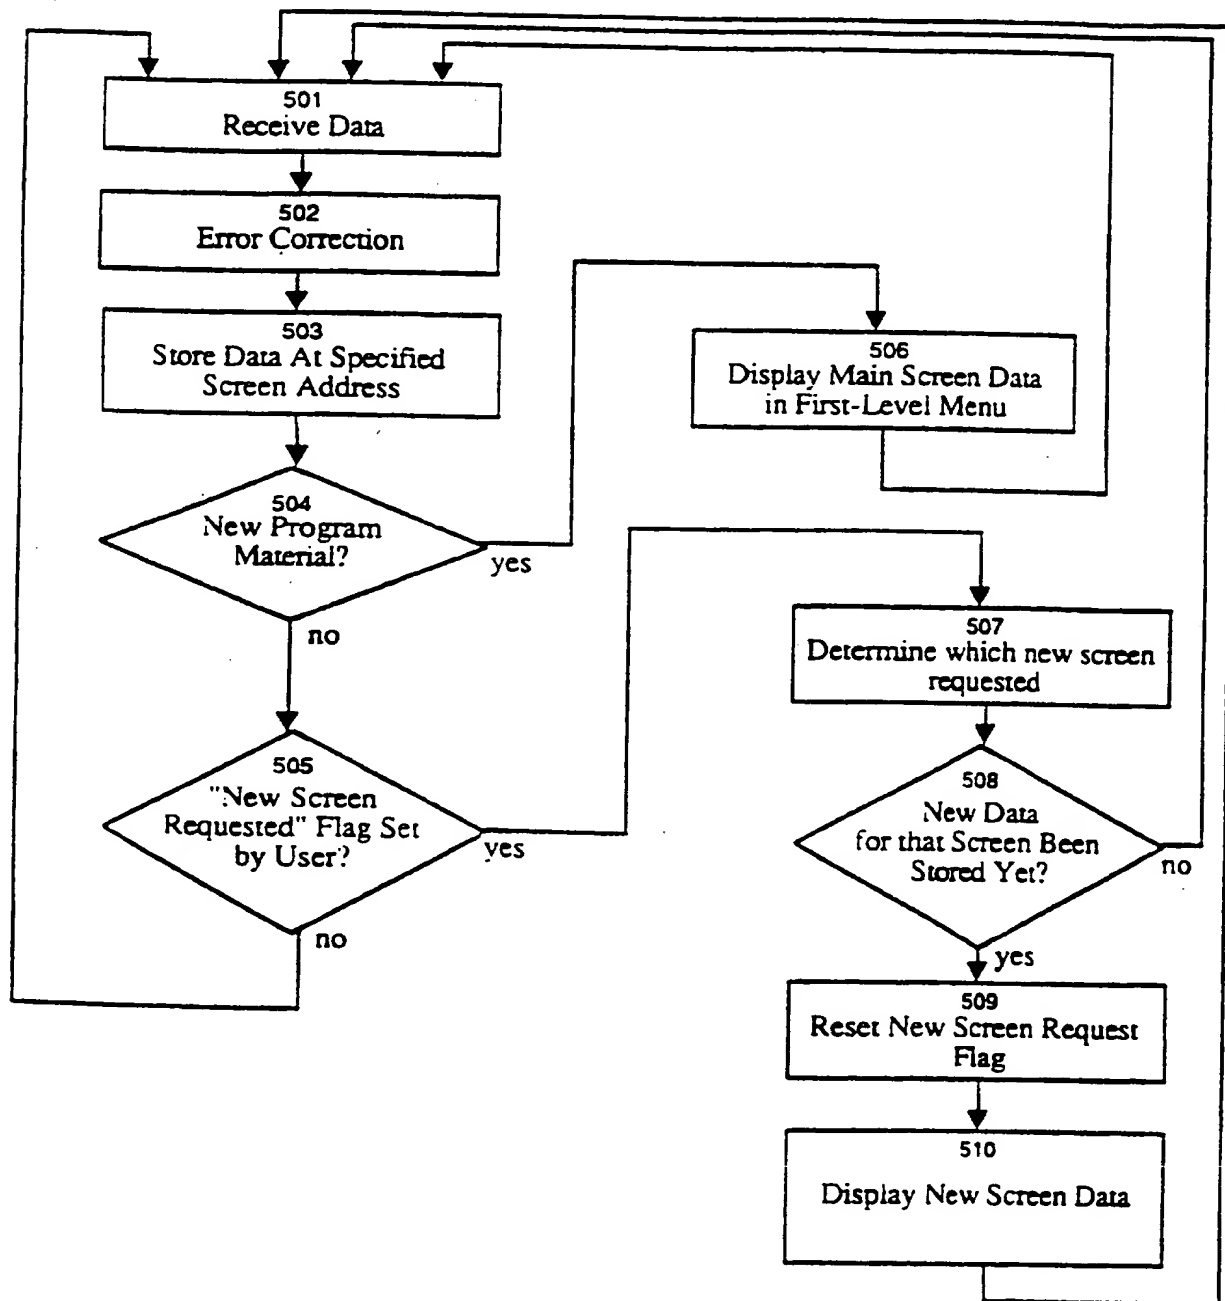 501
Receive Data
502
Error Correction
503
Store Data At Specified
Screen Address
504
New Program
Material?
yes
no
505
"New Screen
Requested" Flag Set
by User?
yes
no
506
Display Main Screen Data
in First-Level Menu
507
Determine which new screen
requested
508
New Data
for that Screen Been
Stored Yet?
no
yes
509
Reset New Screen Request
Flag
510
Display New Screen Data